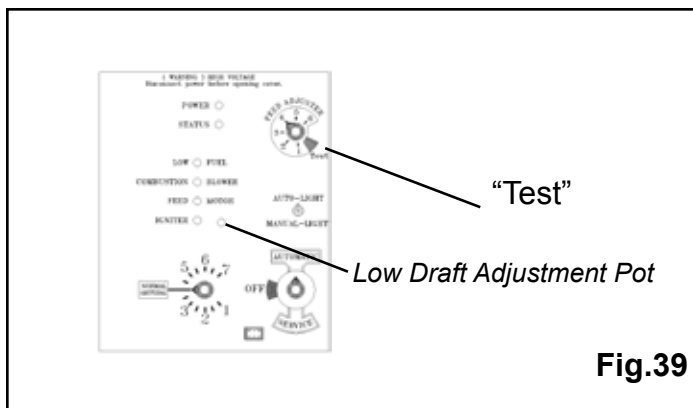 ( WARNING ) HIGH VOLTAGE
Disconnect power before opening cover.
POWER
STATUS
FEED ADJUSTER
Test
"Test"
LOW FUEL
COMBUSTION BLOWER
FEED MOTOR
IGNITER
AUTO-LIGHT
MANUAL-LIGHT
Low Draft Adjustment Pot
AUTOMATIC
OFF
SERVICE
5 6 7
3 2 1
Fig.39